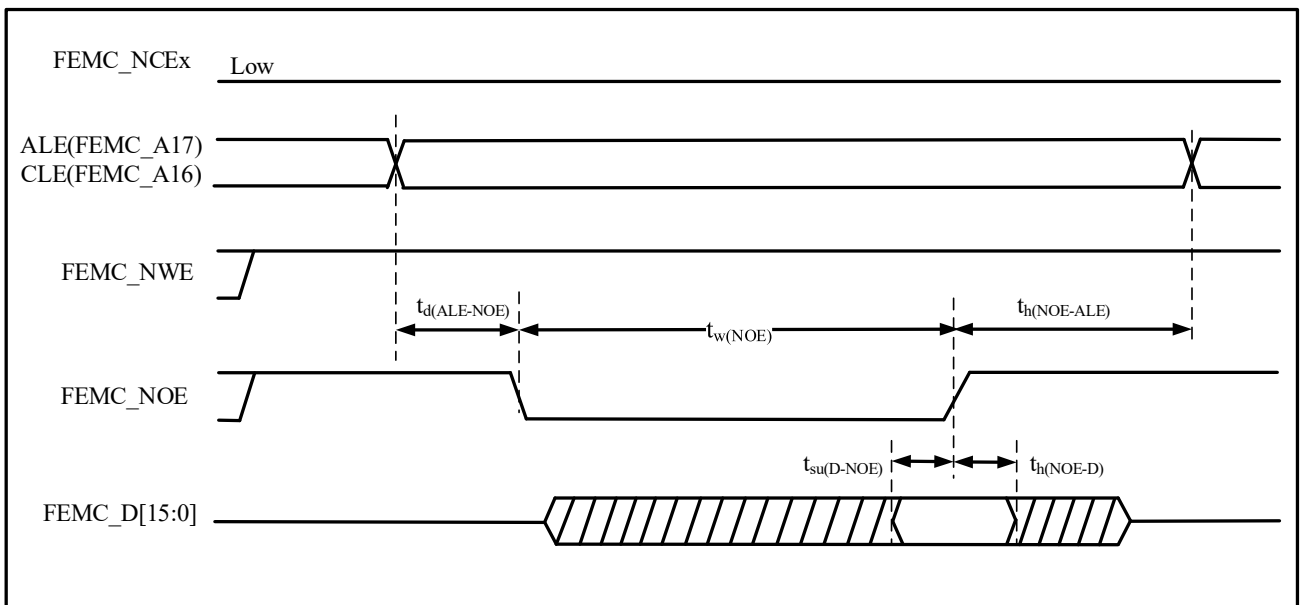 FEMC_NCEx
Low
ALE(FEMC_A17)
CLE(FEMC_A16)
FEMC_NWE
td(ALE-NOE)
tw(NOE)
th(NOE-ALE)
FEMC_NOE
tsu(D-NOE)
th(NOE-D)
FEMC_D[15:0]